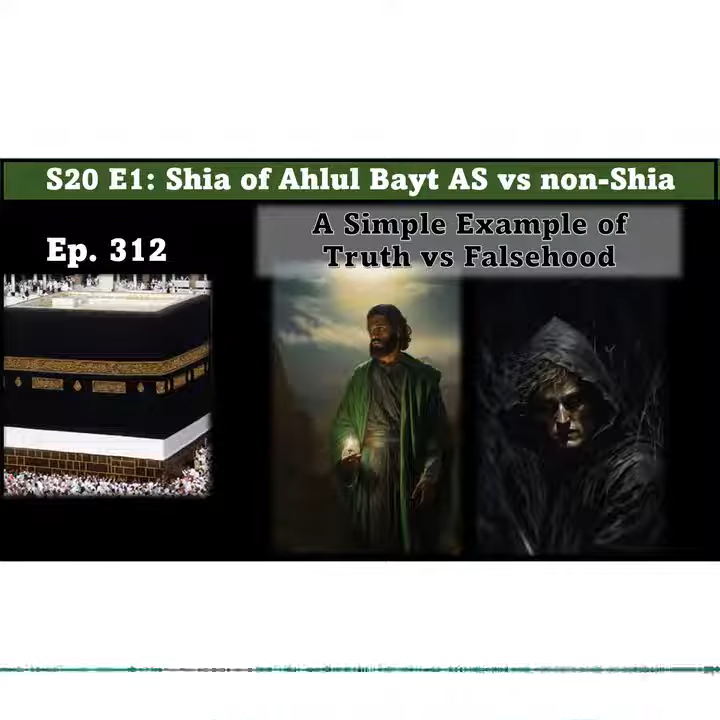 S20 E1: Shia of Ahlul Bayt AS vs non-Shia
A Simple Example of
Truth vs Falsehood
Ep. 312